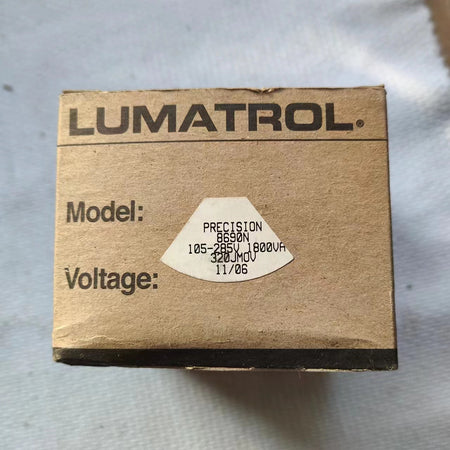 LUMATROL®
Model:
PRECISION
8690N
105-285V 1800VA
320JMOV
Voltage:
11/06